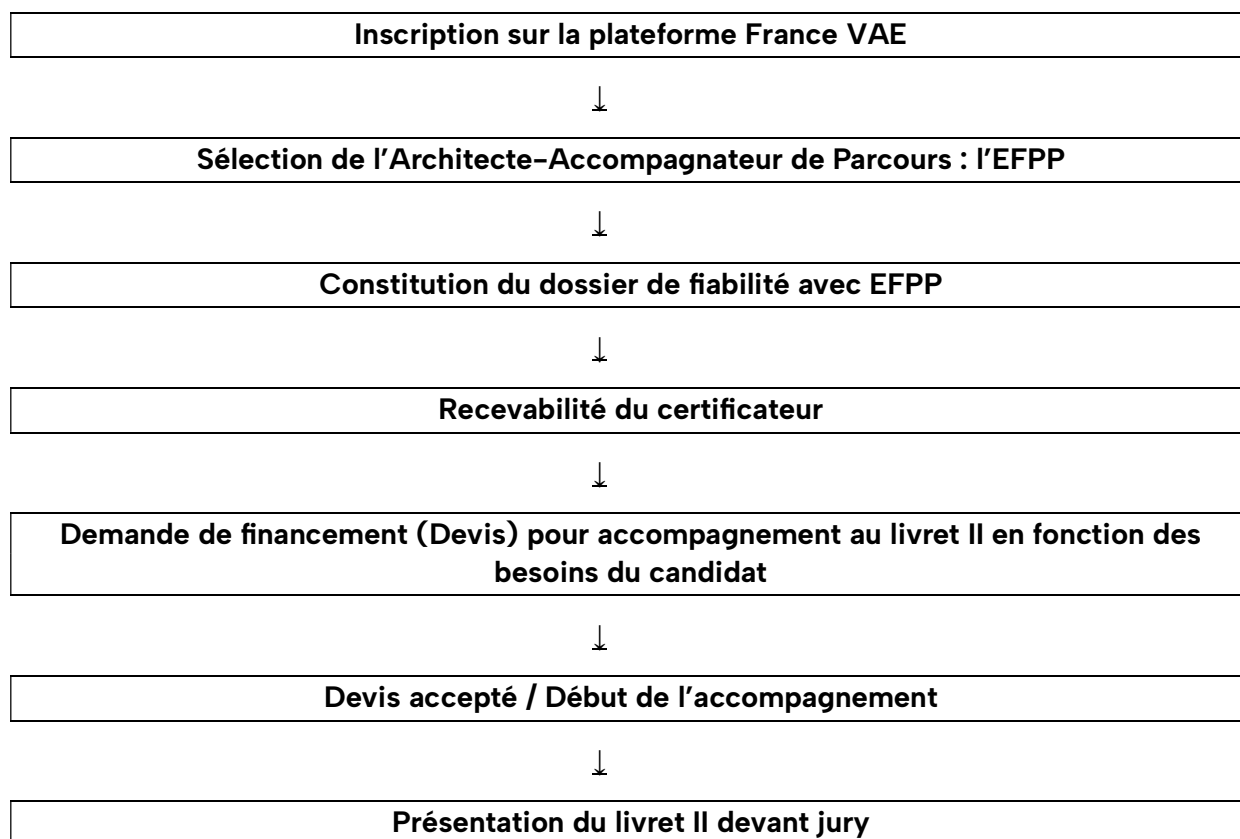 Inscription sur la plateforme France VAE
↓
Sélection de l'Architecte-Accompagnateur de Parcours : l'EFPP
↓
Constitution du dossier de fiabilité avec EFPP
↓
Recevabilité du certificateur
↓
Demande de financement (Devis) pour accompagnement au livret II en fonction des
besoins du candidat
↓
Devis accepté / Début de l'accompagnement
↓
Présentation du livret II devant jury